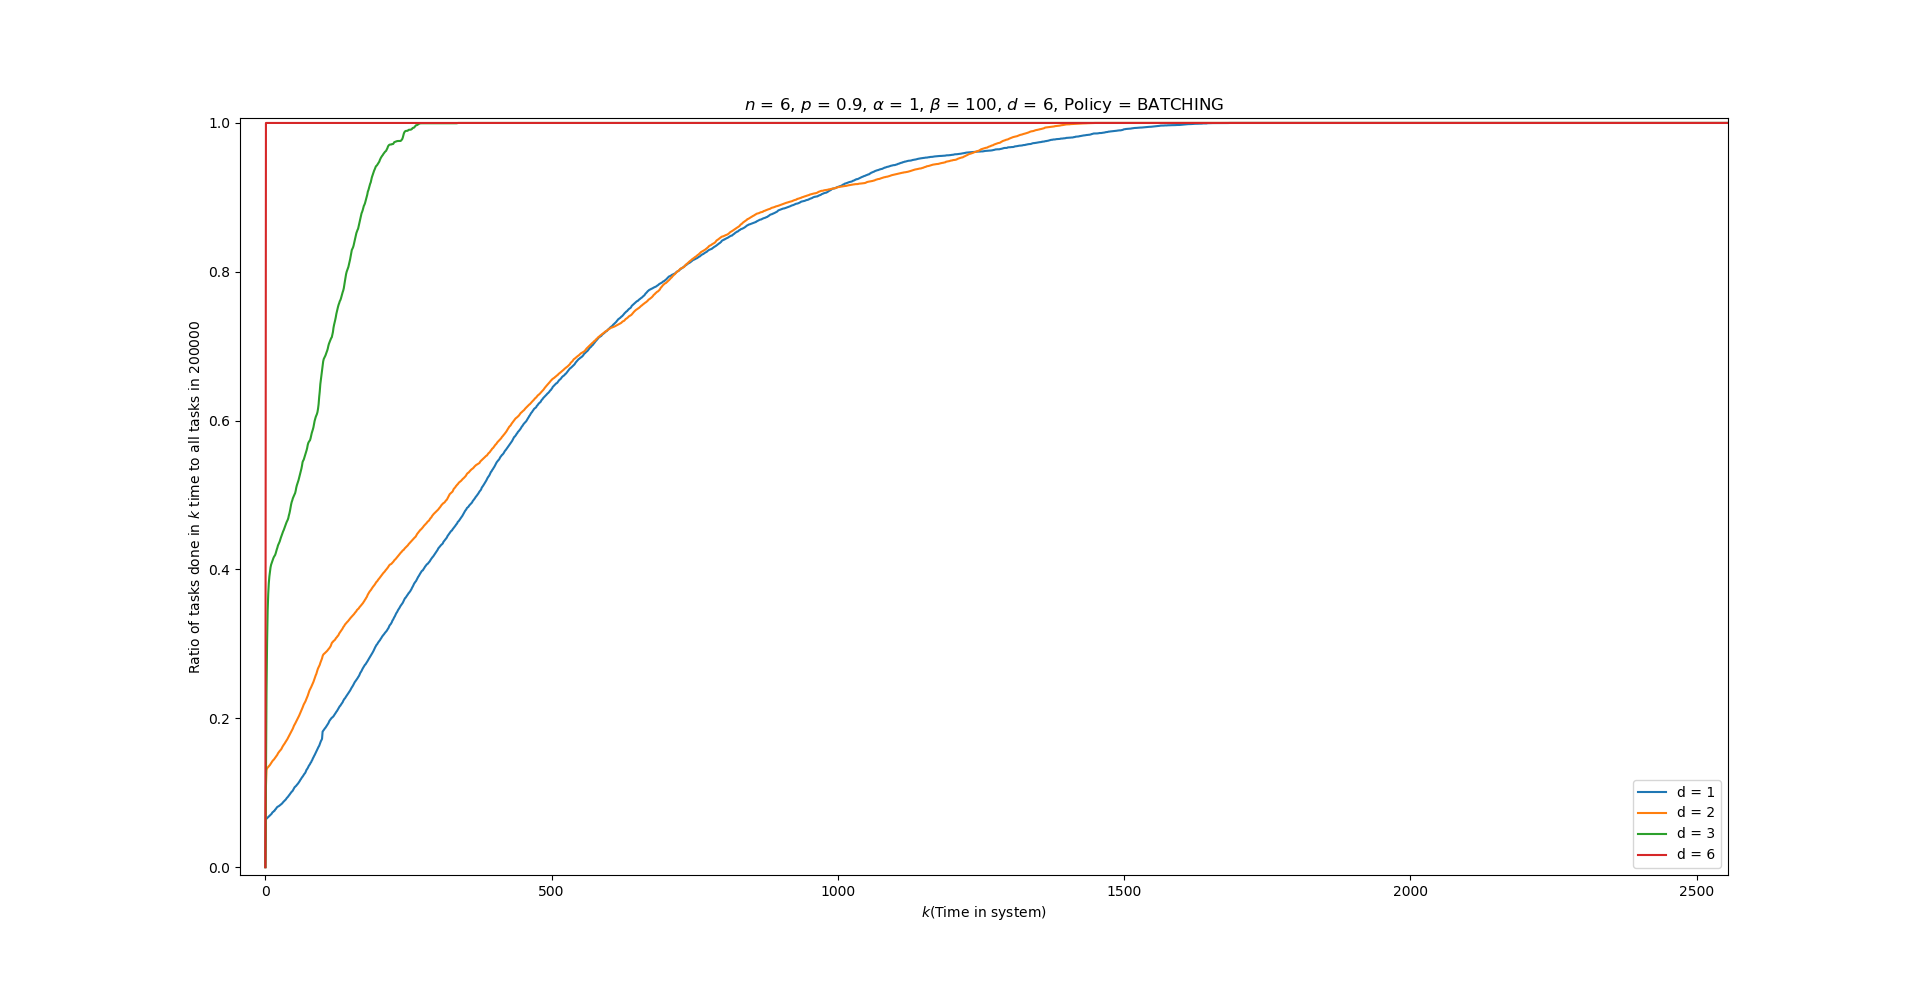 n = 6, p = 0.9, α = 1, β = 100, d = 6, Policy = BATCHING
Ratio of tasks done in k time to all tasks in 200000
1.0
0.8
0.6
0.4
0.2
0.0
0
500
1000
1500
2000
2500
k(Time in system)
d = 1
d = 2
d = 3
d = 6